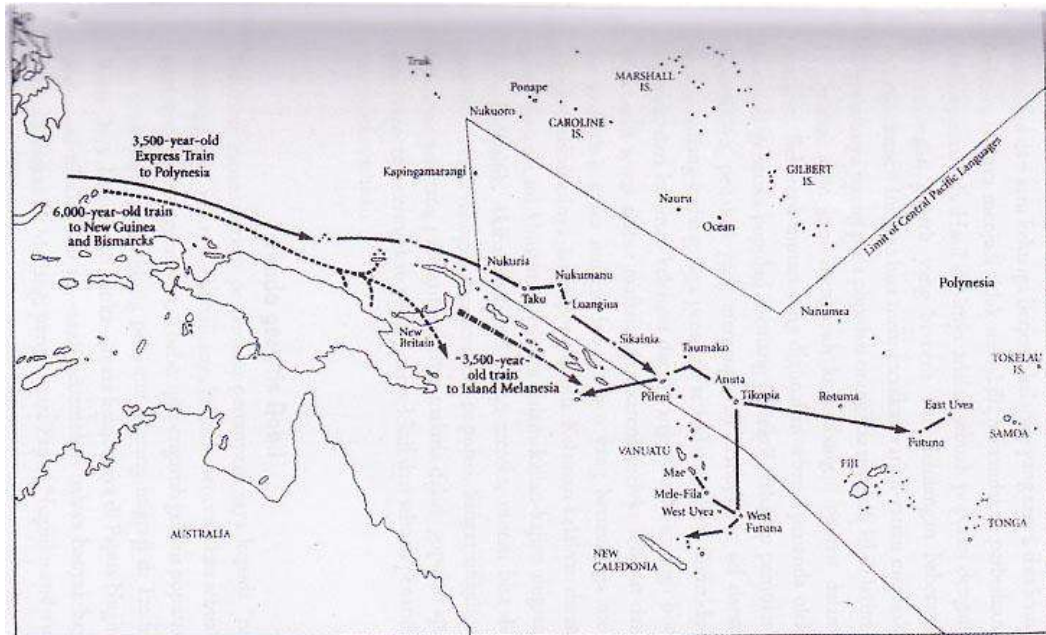 Truk
Ponape
Nukuoro
CAROLINE
IS.
MARSHALL
IS.
3,500-year-old
Express Train
to Polynesia
Kapingamarangi
GILBERT
IS.
6,000-year-old train
to New Guinea
and Bismarcks
Nauru
Ocean
Limit of Central Pacific Languages
Polynesia
Nukuria
Nukumanu
Taku
Luangiua
Nanumea
New
Britain
Sikaiana
Taumako
TOKELAU
IS.
~3,500-year-
old train
to Island Melanesia
Anuta
Pileni
Tikopia
Rotuma
East Uvea
Futuna
SAMOA
VANUATU
Mae
FIJI
Mele-Fila
West Uvea
West
Futuna
TONGA
AUSTRALIA
NEW
CALEDONIA